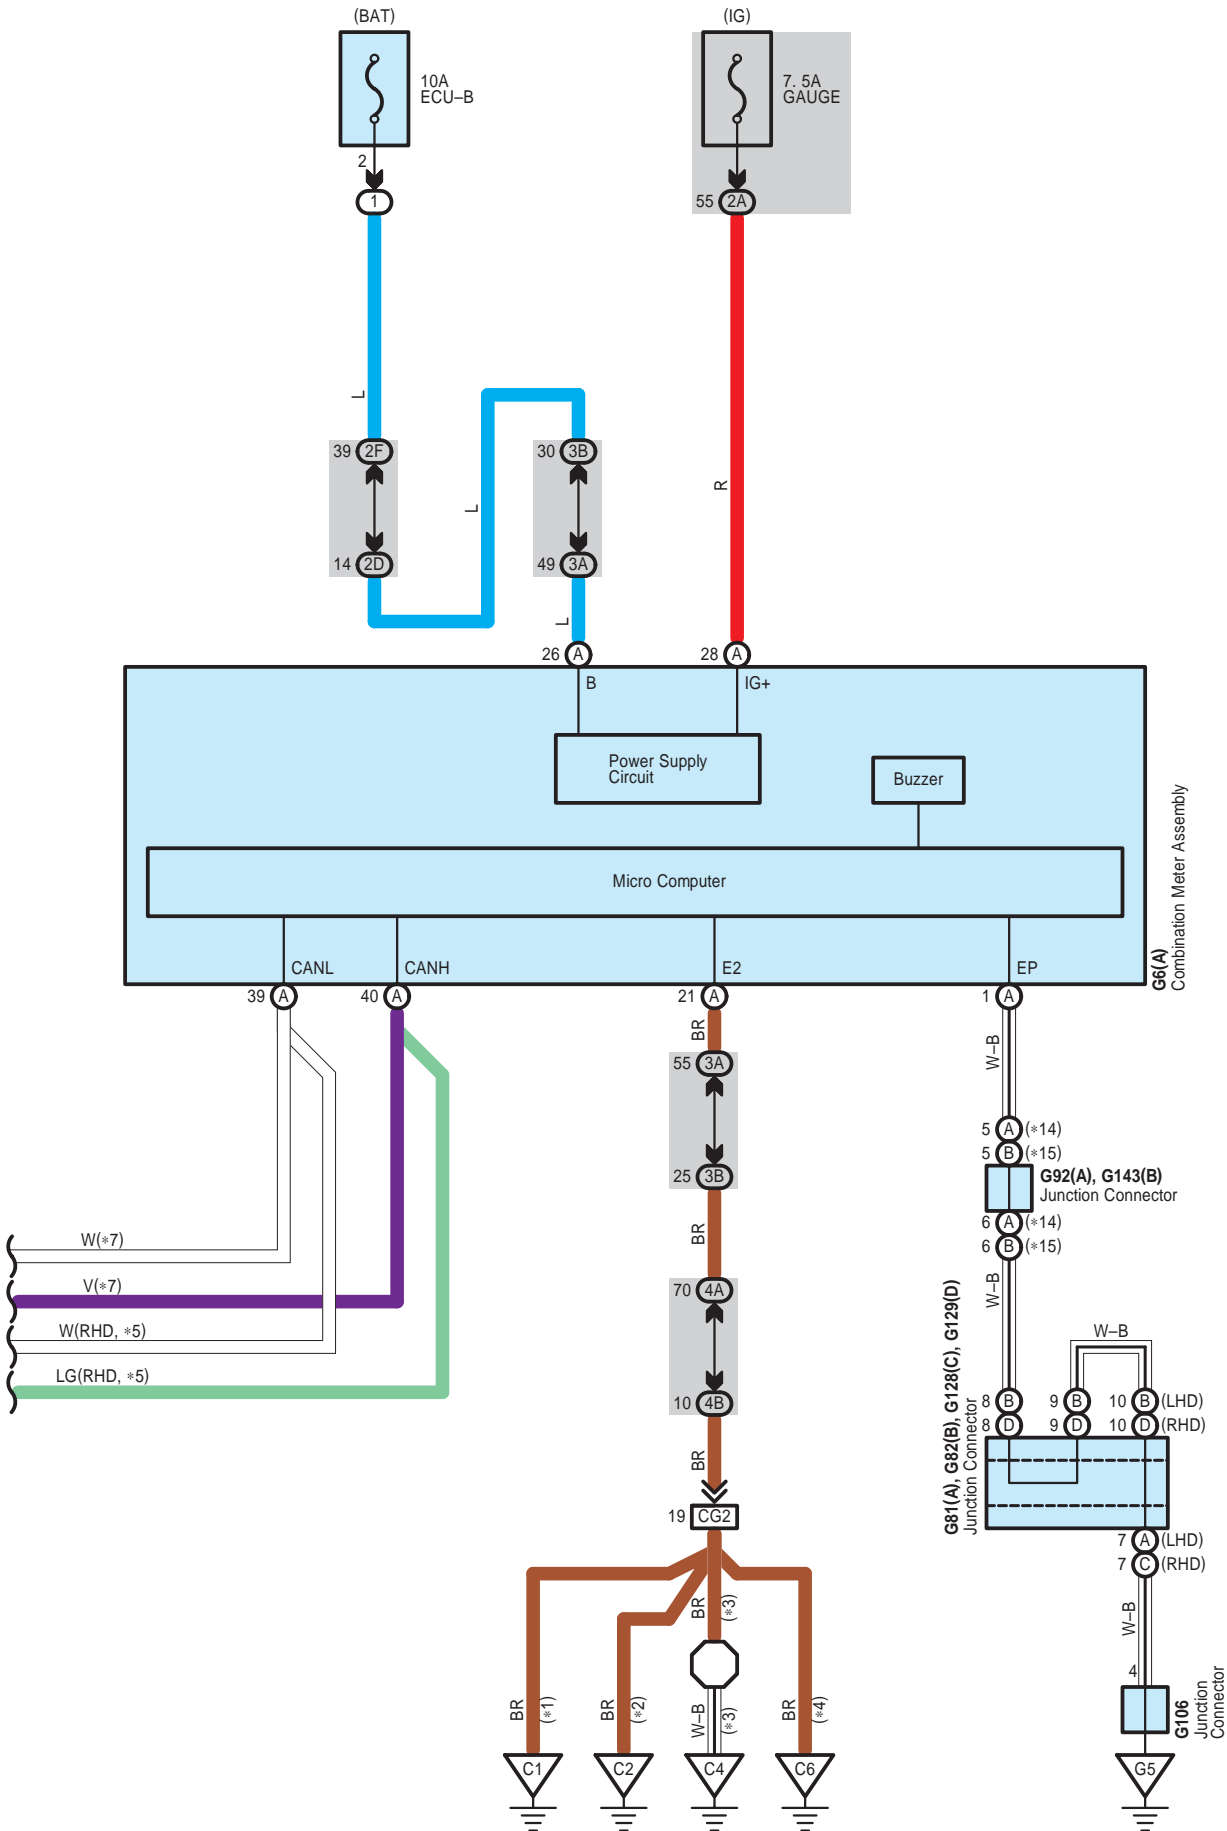 (BAT)
(IG)
10A
ECU–B
7. 5A
GAUGE
2
1
55 2A
L
39 2F
30 3B
L
R
14 2D
49 3A
L
26 A
28 A
B
IG+
Power Supply
Circuit
Buzzer
Micro Computer
G6(A)
Combination Meter Assembly
CANL
CANH
E2
EP
39 A
40 A
21 A
1 A
BR
W–B
55 3A
5 A (*14)
5 B (*15)
25 3B
G92(A), G143(B)
Junction Connector
6 A (*14)
6 B (*15)
W(*7)
BR
V(*7)
70 4A
W–B
W(RHD, *5)
W–B
LG(RHD, *5)
10 4B
8 B
9 B
10 B (LHD)
8 D
9 D
10 D (RHD)
G81(A), G82(B), G128(C), G129(D)
Junction Connector
BR
19 CG2
7 A (LHD)
7 C (RHD)
BR
(*3)
W–B
4
BR
(*1)
BR
(*2)
W–B
(*3)
BR
(*4)
G106
Junction
Connector
C1
C2
C4
C6
G5